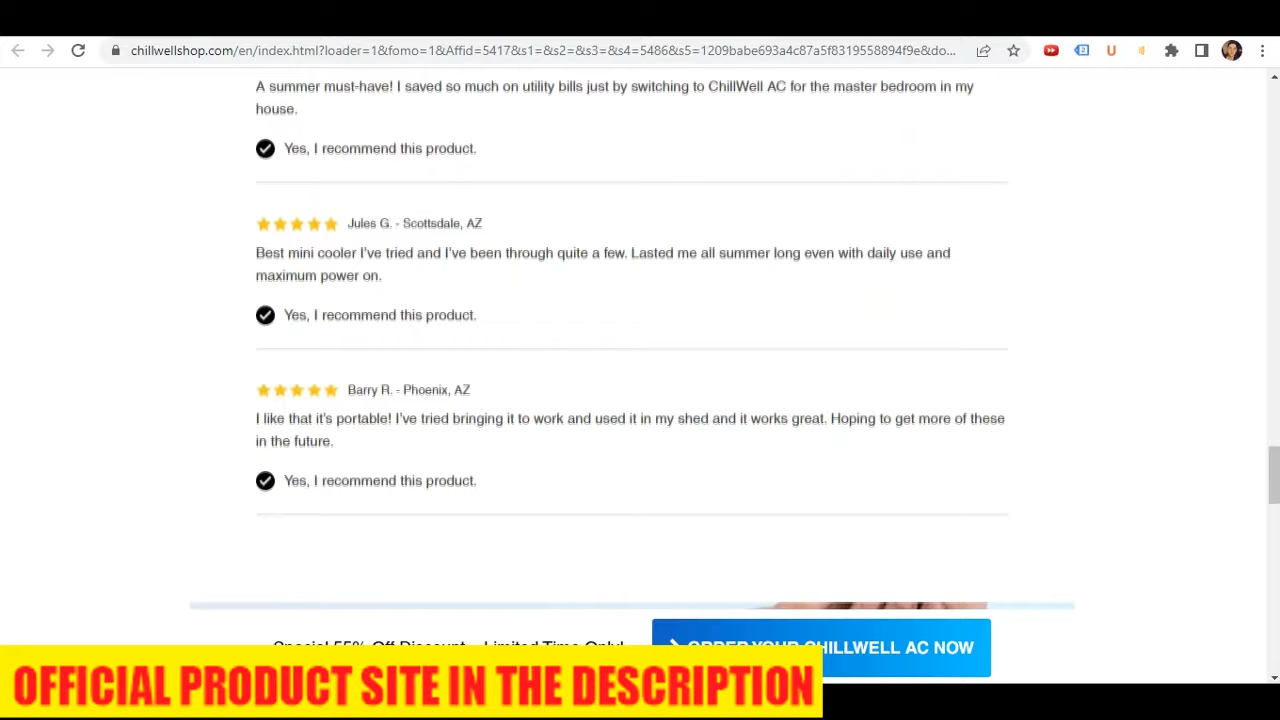 chillwellshop.com/en/index.html?loader=1&fomo=1&Affid=5417&s1=&s2=&s3=&s4=5486&s5=1209babe693a4c87a5f8319558894f9e&do...
A summer must-have! I saved so much on utility bills just by switching to ChillWell AC for the master bedroom in my
house.
Yes, I recommend this product.
Jules G. - Scottsdale, AZ
Best mini cooler I've tried and I've been through quite a few. Lasted me all summer long even with daily use and
maximum power on.
Yes, I recommend this product.
Barry R. - Phoenix, AZ
I like that it's portable! I've tried bringing it to work and used it in my shed and it works great. Hoping to get more of these
in the future.
Yes, I recommend this product.
Special 55% Off Discount - Limited Time Only!
ORDER YOUR CHILLWELL AC NOW
OFFICIAL PRODUCT SITE IN THE DESCRIPTION